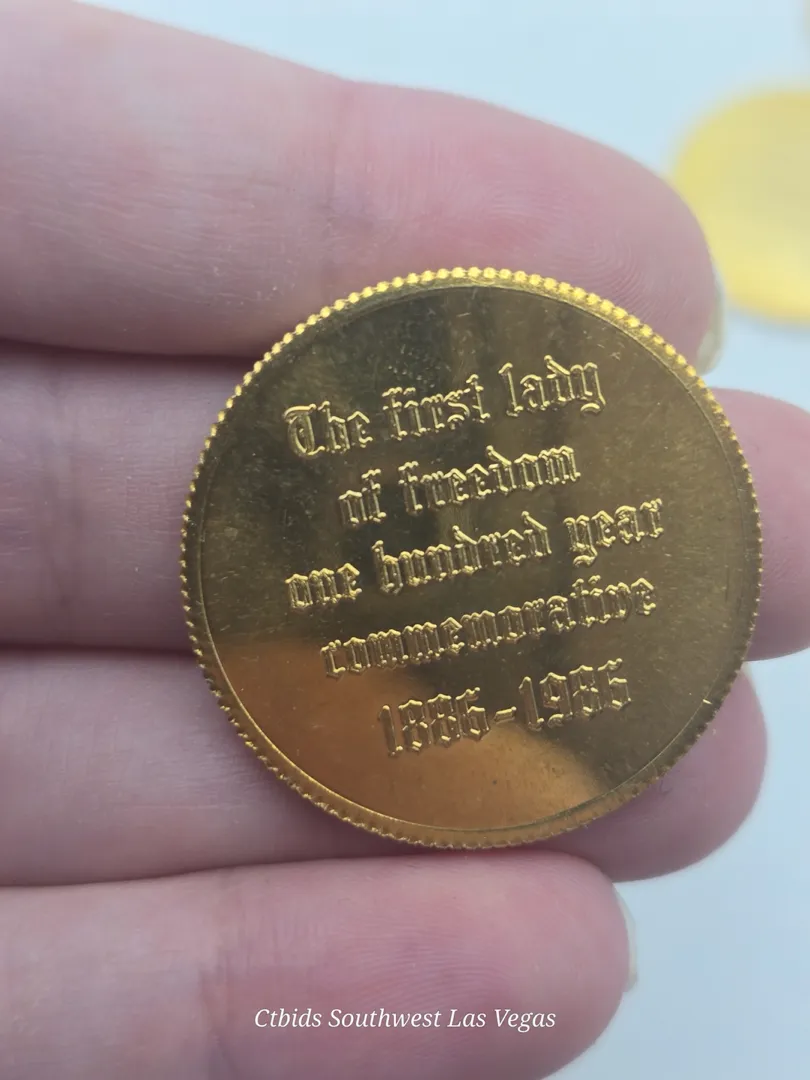 The first lady
of freedom
one hundred year
commemorative
1886-1986
Ctbids Southwest Las Vegas